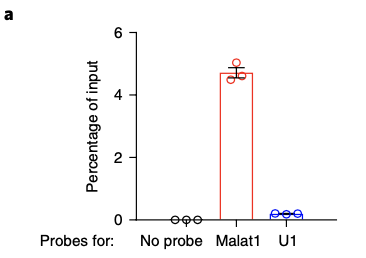 a
6
4
2
0
Percentage of input
Probes for: No probe Malat1 U1